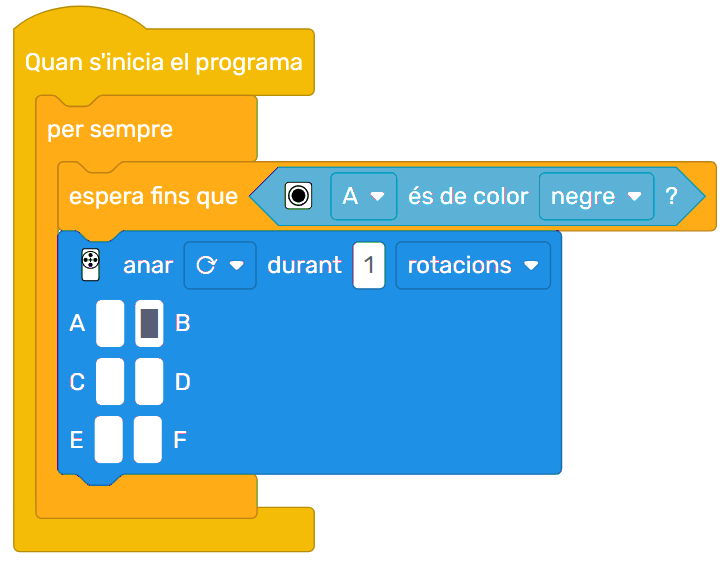 Quan s'inicia el programa
per sempre
espera fins que A és de color negre ?
anar durant 1 rotacions
A B
C D
E F